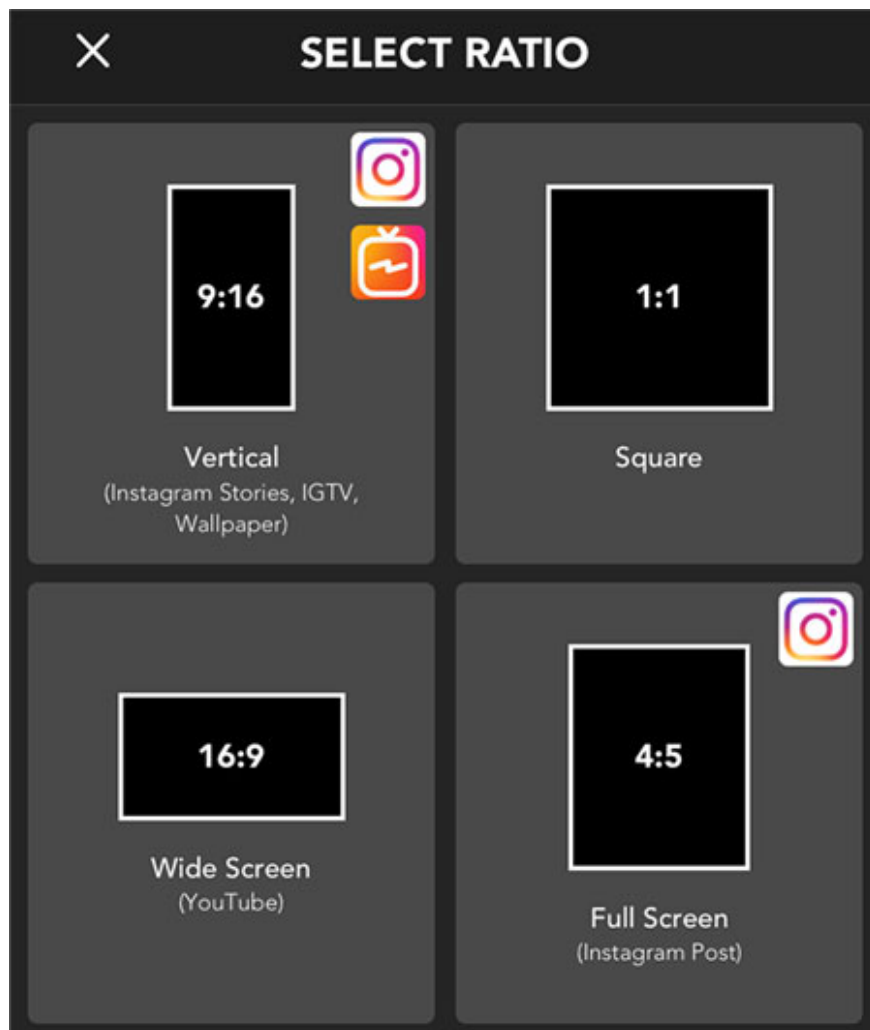 SELECT RATIO
9:16
Vertical
(Instagram Stories, IGTV,
Wallpaper)
1:1
Square
16:9
Wide Screen
(YouTube)
4:5
Full Screen
(Instagram Post)